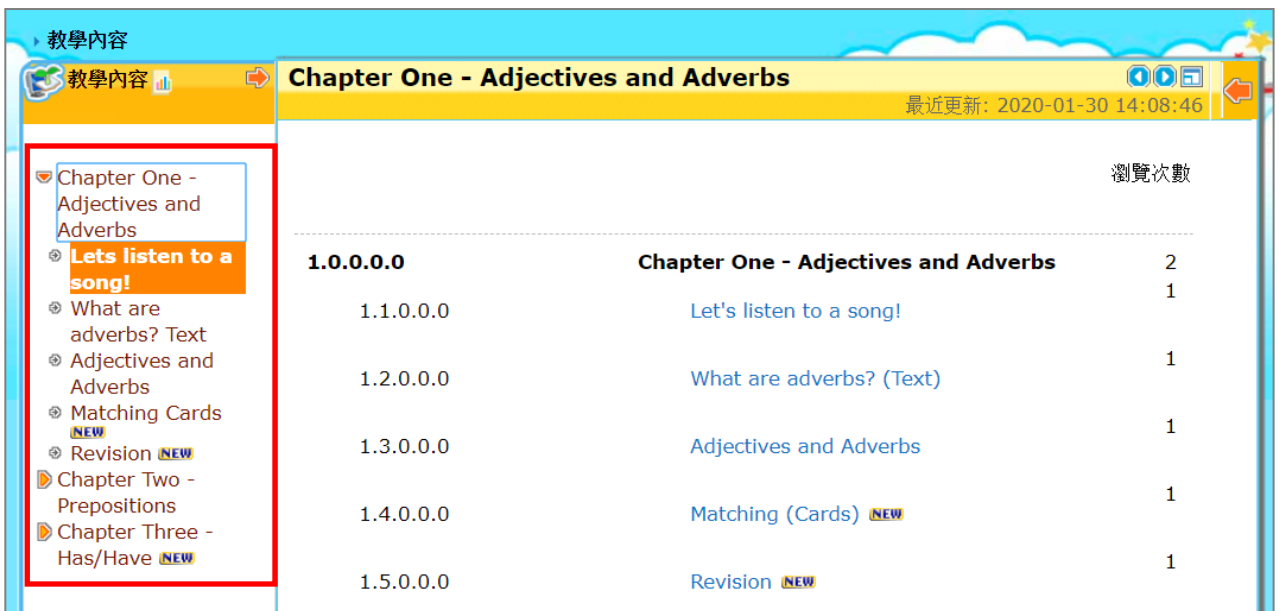 教學內容
教學內容
Chapter One - Adjectives and Adverbs
最近更新: 2020-01-30 14:08:46
Chapter One -
Adjectives and
Adverbs
Lets listen to a
song!
What are
adverbs? Text
Adjectives and
Adverbs
Matching Cards
NEW
Revision NEW
Chapter Two -
Prepositions
Chapter Three -
Has/Have NEW
瀏覽次數
1.0.0.0.0 Chapter One - Adjectives and Adverbs 2
1.1.0.0.0 Let's listen to a song! 1
1.2.0.0.0 What are adverbs? (Text) 1
1.3.0.0.0 Adjectives and Adverbs 1
1.4.0.0.0 Matching (Cards) NEW 1
1.5.0.0.0 Revision NEW 1